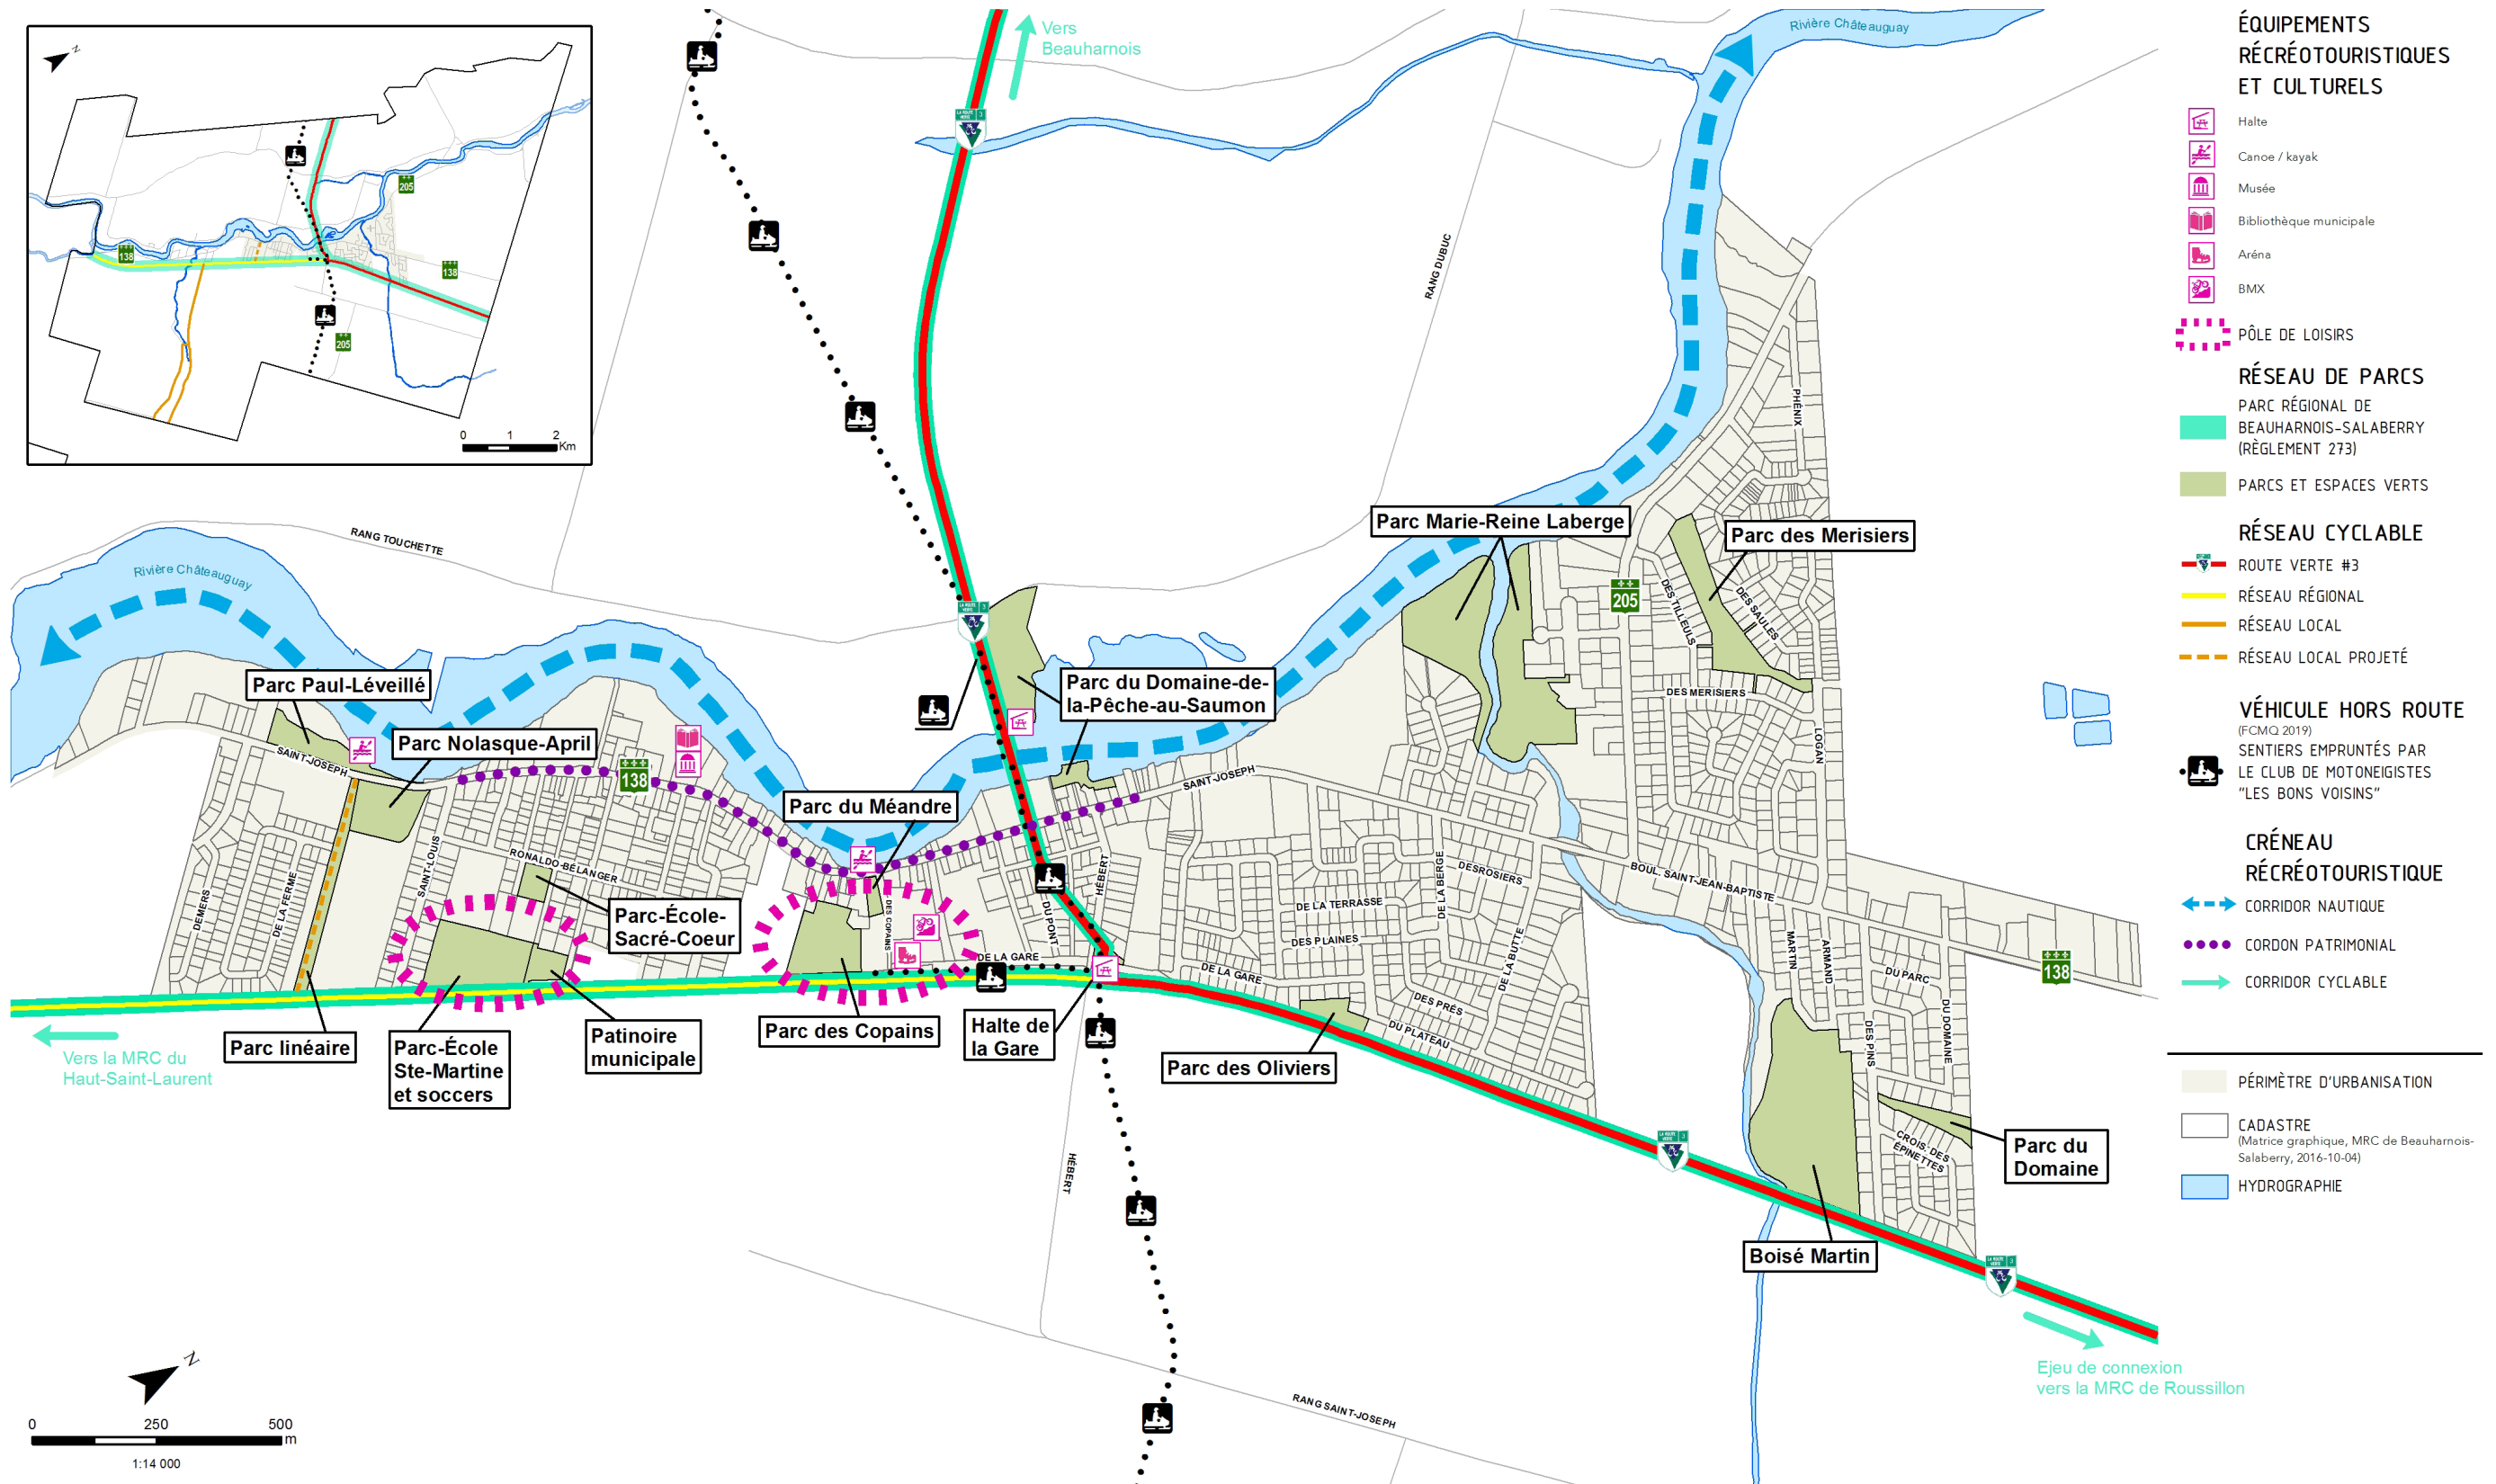 N
205
138
138
205
0 1 2
Km
Vers
Beauharnois
Rivière Châteauguay
RANG DUBUC
PHÉNIX
RANG TOUCHETTE
Rivière Châteauguay
Parc Marie-Reine Laberge
Parc des Merisiers
205
DES TILLEULS
DES SAULES
Parc Paul-Léveillé
Parc du Domaine-de-
la-Pêche-au-Saumon
DES MERISIERS
LOGAN
SAINT-JOSEPH
Parc Nolasque-April
138
SAINT-JOSEPH
Parc du Méandre
SAINT-LOUIS
RONALDO-BÉLANGER
DEMERS
DE LA FERME
Parc-École-
Sacré-Coeur
DES COPAINS
DU PONT
HÉBERT
DE LA GARE
DE LA BERGE
DESROSIERS
DE LA TERRASSE
DES PLAINES
DE LA BUTTE
DE LA GARE
DES PRÉS
DU PLATEAU
BOUL. SAINT-JEAN-BAPTISTE
MARTIN
ARMAND
DU PARC
DU DOMAINE
DES PINS
138
CROIS. DES
ÉPINETTES
Vers la MRC du
Haut-Saint-Laurent
Parc linéaire
Parc-École
Ste-Martine
et soccers
Patinoire
municipale
Parc des Copains
Halte de
la Gare
Parc des Oliviers
Parc du
Domaine
Boisé Martin
HÉBERT
RANG SAINT-JOSEPH
Ejeu de connexion
vers la MRC de Roussillon
N
0 250 500
m
1:14 000
ÉQUIPEMENTS
RÉCRÉOTOURISTIQUES
ET CULTURELS
Halte
Canoe / kayak
Musée
Bibliothèque municipale
Aréna
BMX
PÔLE DE LOISIRS
RÉSEAU DE PARCS
PARC RÉGIONAL DE
BEAUHARNOIS-SALABERRY
(RÈGLEMENT 273)
PARCS ET ESPACES VERTS
RÉSEAU CYCLABLE
ROUTE VERTE #3
RÉSEAU RÉGIONAL
RÉSEAU LOCAL
RÉSEAU LOCAL PROJETÉ
VÉHICULE HORS ROUTE
(FCMQ 2019)
SENTIERS EMPRUNTÉS PAR
LE CLUB DE MOTONEIGISTES
"LES BONS VOISINS"
CRÉNEAU
RÉCRÉOTOURISTIQUE
CORRIDOR NAUTIQUE
CORDON PATRIMONIAL
CORRIDOR CYCLABLE
PÉRIMÈTRE D'URBANISATION
CADASTRE
(Matrice graphique, MRC de Beauharnois-
Salaberry, 2016-10-04)
HYDROGRAPHIE